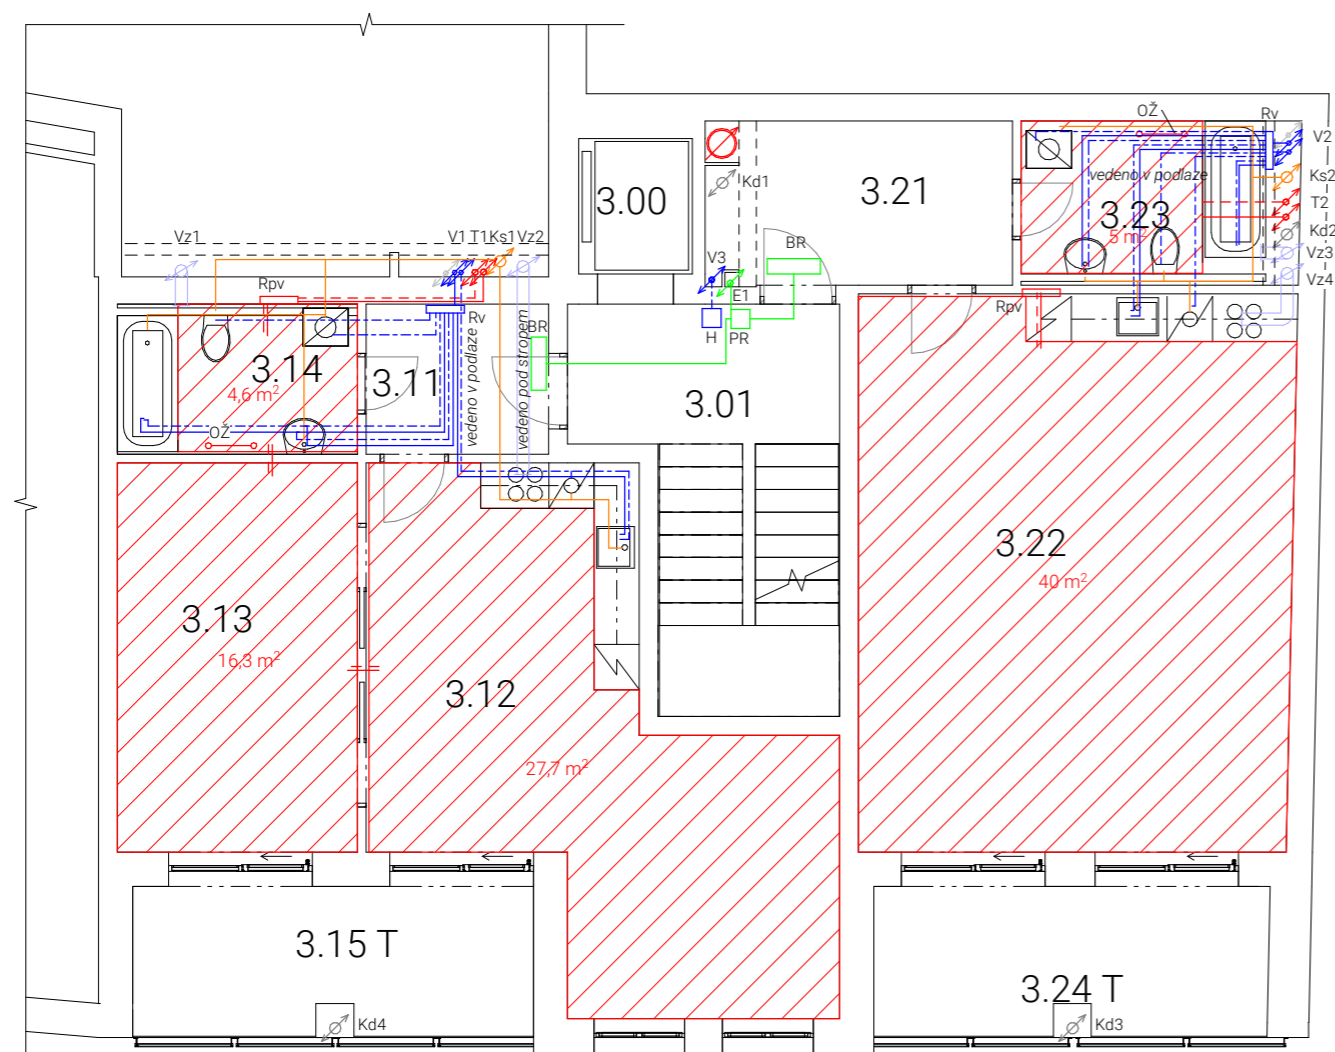 OŽ
Rv
V2
vedeno v podlaze
Ks2
T2
3.23
5 m²
Kd2
Vz3
Vz4
Kd1
3.21
3.00
BR
Vz1
V1 T1 Ks1 Vz2
V3
E1
Rpv
Rv
BR
H
PR
Rpv
vedeno v podlaze
vedeno pod stropem
3.14
4,6 m²
3.11
3.01
OŽ
3.22
40 m²
3.13
16,3 m²
3.12
27,7 m²
3.15 T
3.24 T
Kd4
Kd3